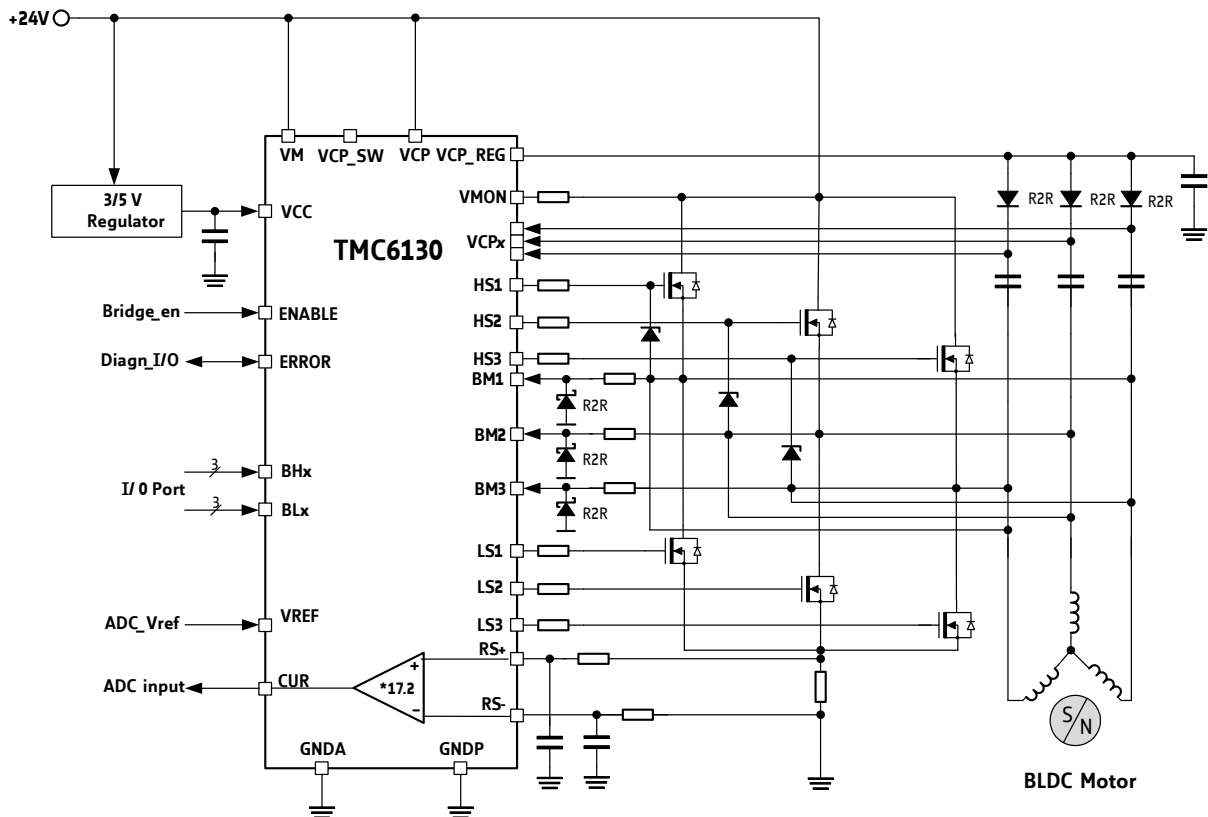 +24V
VM
VCP_SW
VCP
VCP_REG
3/5 V
Regulator
VCC
VMON
R2R
R2R
R2R
TMC6130
VCPx
HS1
Bridge_en
ENABLE
HS2
Diagn_I/O
ERROR
HS3
BM1
R2R
BM2
R2R
BHx
3
I/O Port
BM3
3
BLx
R2R
LS1
LS2
ADC_Vref
VREF
LS3
RS+
ADC input
CUR
+
*17.2
-
RS-
S/N
GNDA
GNDP
BLDC Motor